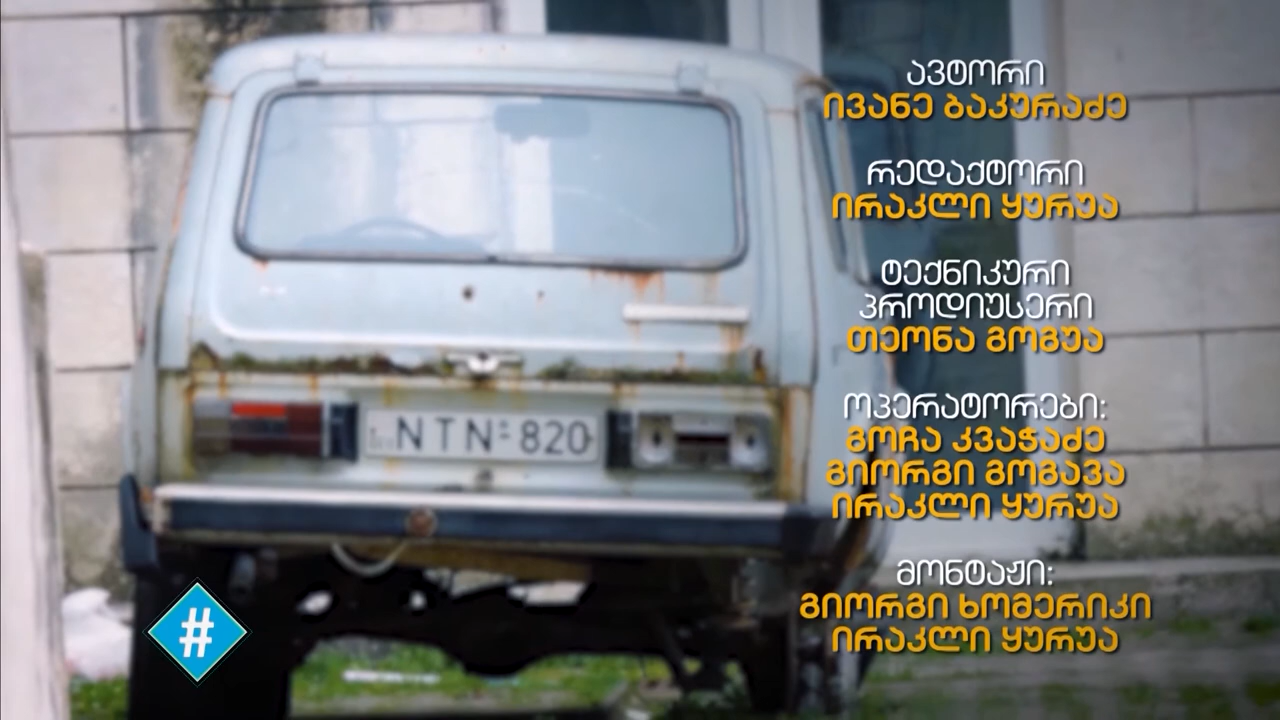 ავტორი
ივანე ბაკურაძე
რედაქტორი
ირაკლი ყურუა
ტექნიკური
პროდიუსერი
თეონა გოგუა
ოპერატორები:
გოჩა კვაჭაძე
გიორგი გოგავა
ირაკლი ყურუა
მონტაჟი:
გიორგი ხომერიკი
ირაკლი ყურუა
NTN 820
#